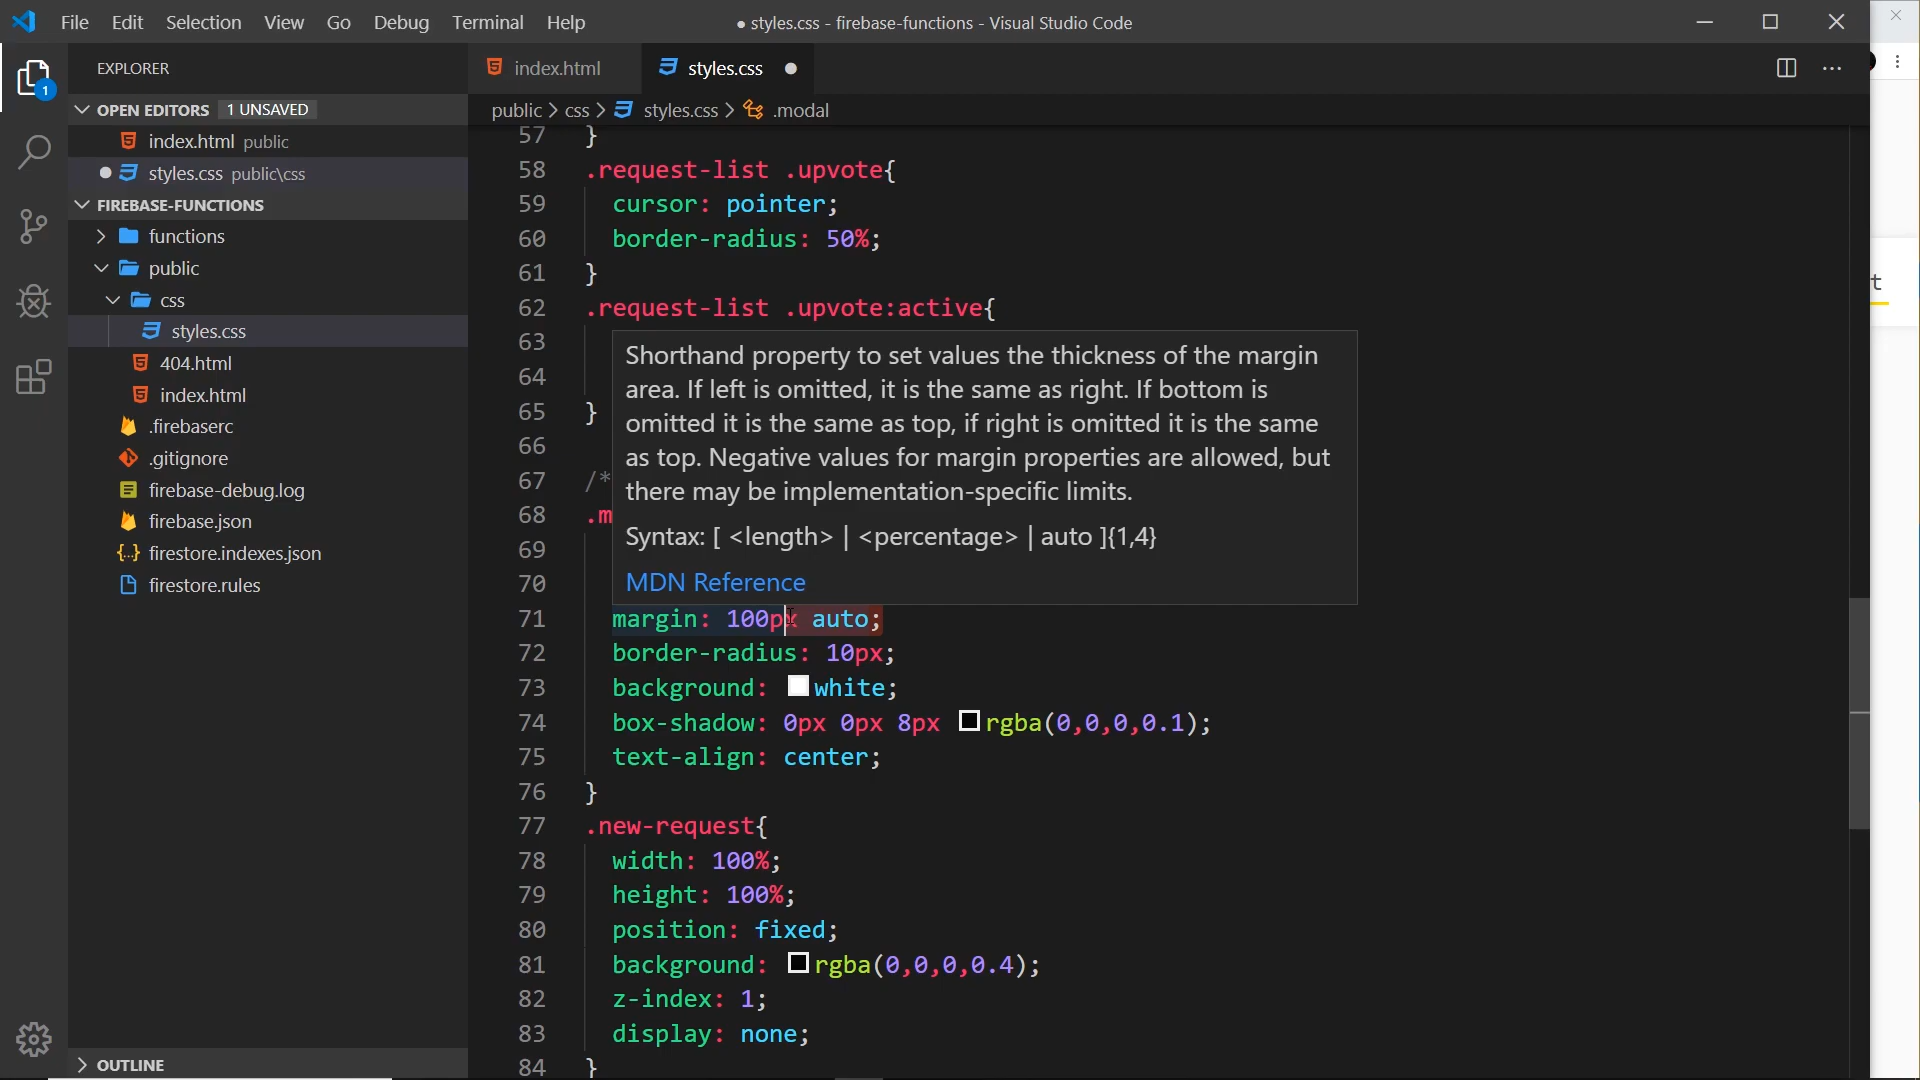 File Edit Selection View Go Debug Terminal Help
● styles.css - firebase-functions - Visual Studio Code
EXPLORER
1
OPEN EDITORS 1 UNSAVED
index.html public
styles.css public\css
FIREBASE-FUNCTIONS
functions
public
css
styles.css
404.html
index.html
.firebaserc
.gitignore
firebase-debug.log
firebase.json
firestore.indexes.json
firestore.rules
OUTLINE
index.html styles.css
public > css > styles.css > .modal
57 }
58 .request-list .upvote{
59 cursor: pointer;
60 border-radius: 50%;
61 }
62 .request-list .upvote:active{
63
64
65 }
66
67 /*
68 .m
69
70
Shorthand property to set values the thickness of the margin
area. If left is omitted, it is the same as right. If bottom is
omitted it is the same as top, if right is omitted it is the same
as top. Negative values for margin properties are allowed, but
there may be implementation-specific limits.
Syntax: [ <length> | <percentage> | auto ]{1,4}
MDN Reference
71 margin: 100px auto;
72 border-radius: 10px;
73 background: white;
74 box-shadow: 0px 0px 8px rgba(0,0,0,0.1);
75 text-align: center;
76 }
77 .new-request{
78 width: 100%;
79 height: 100%;
80 position: fixed;
81 background: rgba(0,0,0,0.4);
82 z-index: 1;
83 display: none;
84 }
t